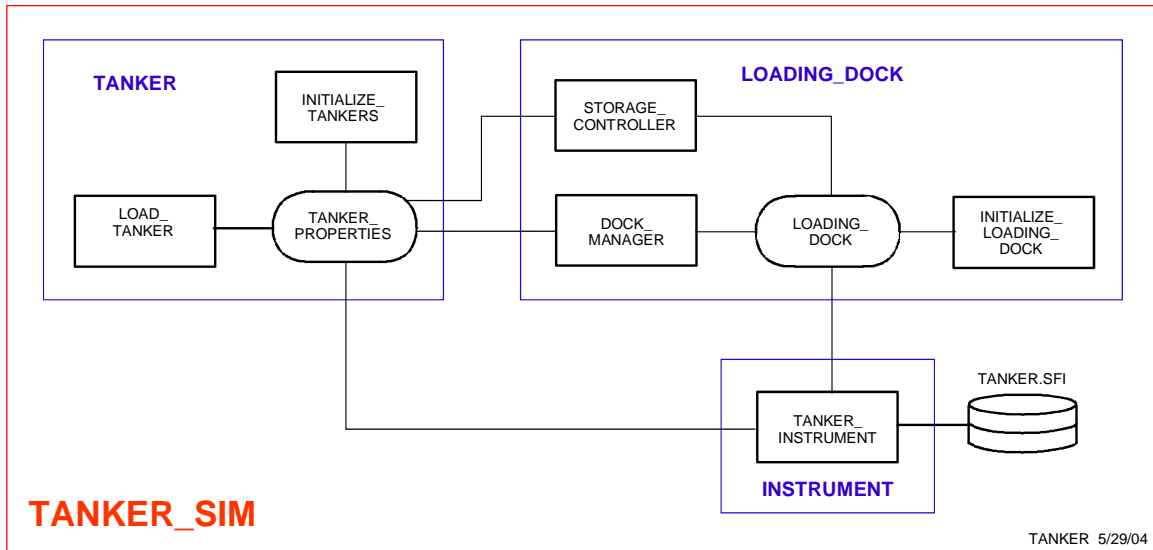 TANKER
LOADING_DOCK
INITIALIZE_
TANKERS
STORAGE_
CONTROLLER
LOAD_
TANKER
TANKER_
PROPERTIES
DOCK_
MANAGER
LOADING_
DOCK
INITIALIZE_
LOADING_
DOCK
TANKER.SFI
TANKER_
INSTRUMENT
INSTRUMENT
TANKER_SIM
TANKER 5/29/04